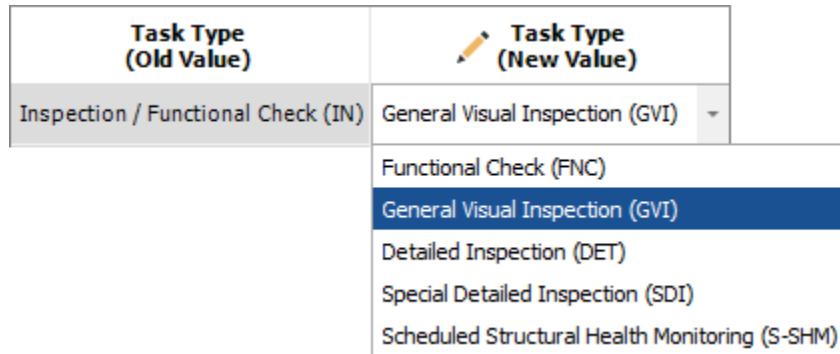 Task Type
(Old Value)
Task Type
(New Value)
Inspection / Functional Check (IN)
General Visual Inspection (GVI)
Functional Check (FNC)
General Visual Inspection (GVI)
Detailed Inspection (DET)
Special Detailed Inspection (SDI)
Scheduled Structural Health Monitoring (S-SHM)